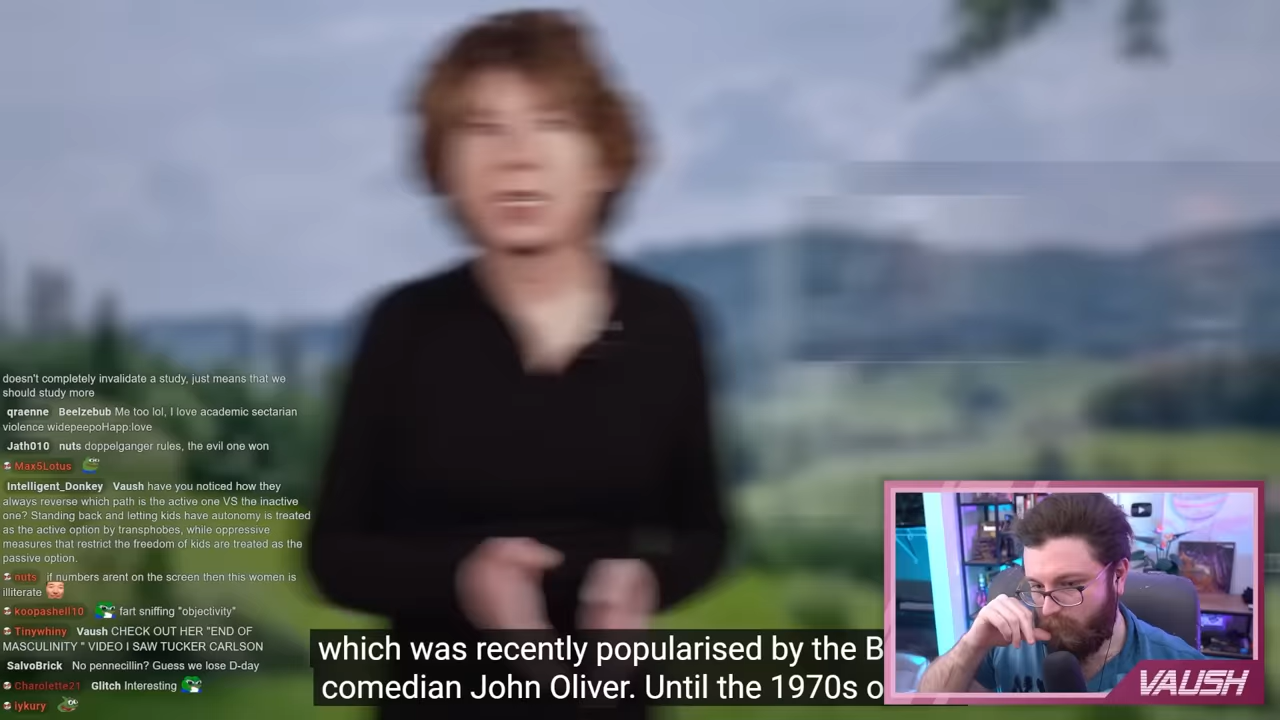 doesn't completely invalidate a study, just means that we
should study more
qraenne Beelzebub Me too lol, I love academic sectarian
violence widepeepoHapp:love
Jath010 nuts doppelganger rules, the evil one won
Max5Lotus
Intelligent_Donkey Vaush have you noticed how they
always reverse which path is the active one VS the inactive
one? Standing back and letting kids have autonomy is treated
as the active option by transphobes, while oppressive
measures that restrict the freedom of kids are treated as the
passive option.
nuts if numbers arent on the screen then this women is
illiterate
koopashell10 fart sniffing "objectivity"
Tinywhiny Vaush CHECK OUT HER "END OF
MASCULINITY " VIDEO I SAW TUCKER CARLSON
SalvoBrick No pennecillin? Guess we lose D-day
Charolette21 Glitch Interesting
iykury
which was recently popularised by the B
comedian John Oliver. Until the 1970s o
VAUSH